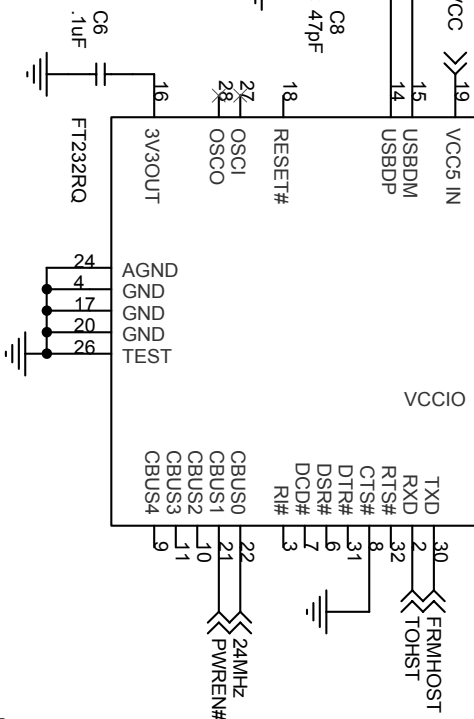 VCC
19
VCC5 IN
C8
47pF
15
USBDM
14
USBDP
18
RESET#
27
OSCI
28
OSCO
C6
.1uF
16
3V3OUT
FT232RQ
24
AGND
4
GND
17
GND
20
GND
26
TEST
VCCIO
TXD
30
FRMHOST
RXD
2
TOHST
RTS#
32
CTS#
8
DTR#
31
DSR#
6
DCD#
7
RI#
3
CBUS0
22
24MHz
CBUS1
21
PWREN#
CBUS2
10
CBUS3
11
CBUS4
9